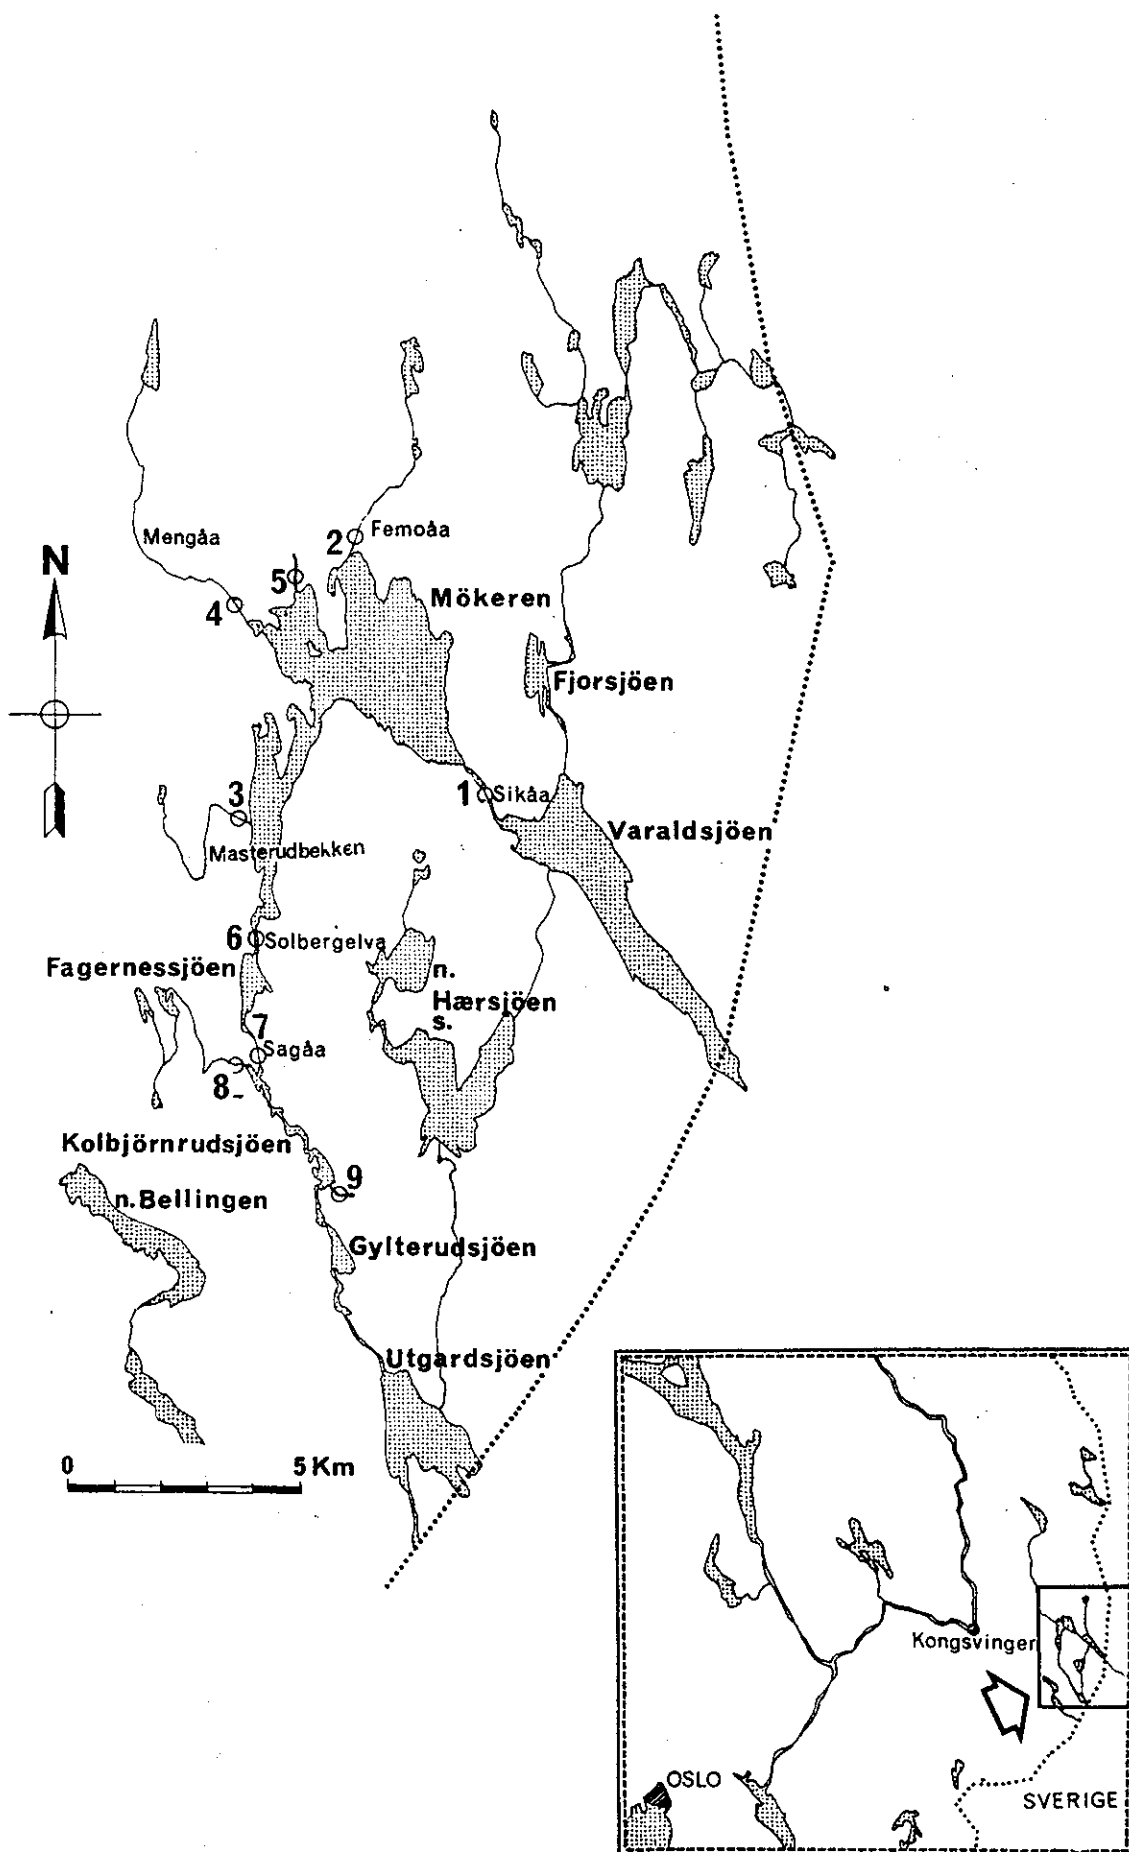 Mengåa
2
Femoåa
N
5
4
Mökeren
Fjorsjöen
3
1
Sikåa
Varaldsjöen
Masterudbekken
6
Solbergelva
Fagernessjöen
n.
Hærsjöen
s.
7
Sagåa
8
Kolbjörnrudsjöen
9
n.Bellingen
Gylterudsjöen
Utgardsjöen
0
5 Km
Kongsvinger
OSLO
SVERIGE